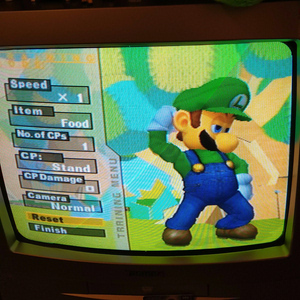 Speed
× 1
Item
Food
No. of CPs
1
CP:
Stand
CP Damage
0
Camera
Normal
Reset
Finish
TRAINING MENU